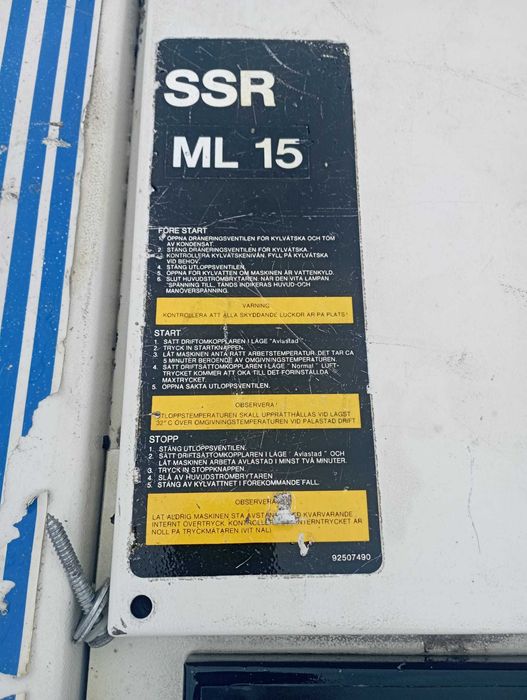 SSR
ML 15
FÖRE START
1. ÖPPNA DRÄNERINGSVENTILEN FÖR KYLVÄTSKA OCH TÖM
AV KONDENSAT.
2. STÄNG DRÄNERINGSVENTILEN FÖR KYLVÄTSKA.
3. KONTROLLERA KYLVÄTSKENIVÅN. FYLL PÅ KYLVÄTSKA
VID BEHOV.
4. STÄNG UTLOPPSVENTILEN.
5. ÖPPNA FÖR KYLVATTEN OM MASKINEN ÄR VATTENKYLD.
6. SLUT HUVUDSTRÖMBRYTAREN. NÄR DEN VITA LAMPAN
"SPÄNNING TILL" TÄNDS INDIKERAS HUVUD-OCH
MANÖVERSPÄNNING.
VARNING
KONTROLLERA ATT ALLA SKYDDANDE LUCKOR ÄR PÅ PLATS!
START
1. SÄTT DRIFTOMKOPPLAREN I LÄGE "Avlastad"
2. TRYCK IN STARTKNAPPEN.
3. LÅT MASKINEN ANTA RÄTT ARBETSTEMPERATUR. DET TAR CA
5 MINUTER BEROENDE AV OMGIVNINGSTEMPERATUREN.
4. SÄTT DRIFTSÄTTOMKOPPLAREN I LÄGE "Normal" LUFT-
TRYCKET KOMMER ATT ÖKA TILL DET FÖRINSTÄLLDA
MAXTRYCKET.
5. ÖPPNA SAKTA UTLOPPSVENTILEN.
OBSERVERA!
UTLOPPSTEMPERATUREN SKALL UPPRÄTTHÅLLAS VID LÄGST
32°C ÖVER OMGIVNINGSTEMPERATUREN VID PÅLASTAD DRIFT
STOPP
1. STÄNG UTLOPPSVENTILEN.
2. SÄTT DRIFTSÄTTOMKOPPLAREN I LÄGE "Avlastad" OCH
LÅT MASKINEN ARBETA AVLASTAD I MINST TVÅ MINUTER.
3. TRYCK IN STOPPKNAPPEN.
4. SLÅ AV HUVUDSTRÖMBRYTAREN
5. STÄNG AV KYLVATTNET I FÖREKOMMANDE FALL.
OBSERVERA
LÅT ALDRIG MASKINEN STÅ KVARVARANDE
INTERNT ÖVERTRYCK. INTERNTRYCKET ÄR
NOLL PÅ TRYCKMÄTAREN (VIT NÅL)
92507490